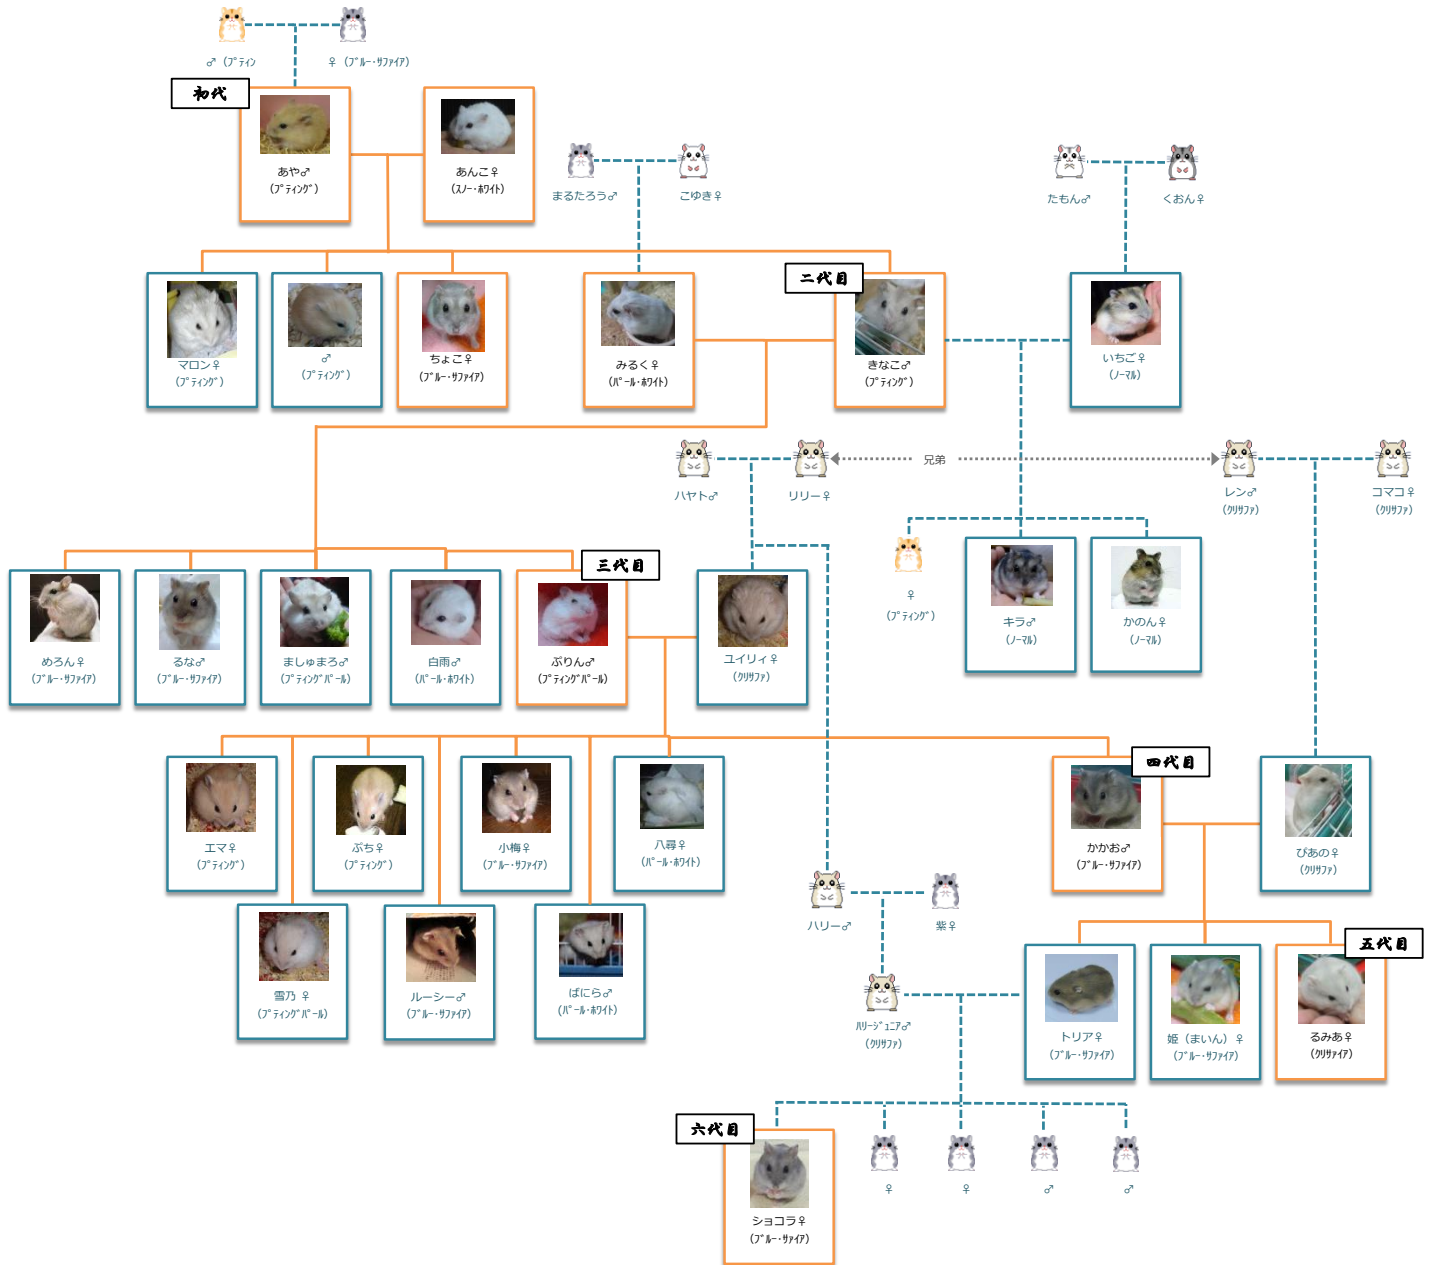 ♂（ﾌﾟﾃｨﾝ
♀（ﾌﾞﾙｰ・ｻﾌｧｲｱ）
初代
あや♂
（ﾌﾟﾃｨﾝｸﾞ）
あんこ♀
（ｽﾉｰ・ﾎﾜｲﾄ）
まるたろう♂
こゆき♀
たもん♂
くおん♀
マロン♀
（ﾌﾟﾃｨﾝｸﾞ）
♂
（ﾌﾟﾃｨﾝｸﾞ）
ちょこ♀
（ﾌﾞﾙｰ・ｻﾌｧｲｱ）
みるく♀
（ﾊﾟｰﾙ・ﾎﾜｲﾄ）
二代目
きなこ♂
（ﾌﾟﾃｨﾝｸﾞ）
いちご♀
（ﾉｰﾏﾙ）
ハヤト♂
リリー♀
兄弟
レン♂
（ｸﾘｻﾌｧ）
コマコ♀
（ｸﾘｻﾌｧ）
♀
（ﾌﾟﾃｨﾝｸﾞ）
キラ♂
（ﾉｰﾏﾙ）
かのん♀
（ﾉｰﾏﾙ）
めろん♀
（ﾌﾞﾙｰ・ｻﾌｧｲｱ）
るな♂
（ﾌﾞﾙｰ・ｻﾌｧｲｱ）
ましゅまろ♂
（ﾌﾟﾃｨﾝｸﾞﾊﾟｰﾙ）
白雨♂
（ﾊﾟｰﾙ・ﾎﾜｲﾄ）
三代目
ぷりん♂
（ﾌﾟﾃｨﾝｸﾞﾊﾟｰﾙ）
ユイリィ♀
（ｸﾘｻﾌｧ）
エマ♀
（ﾌﾟﾃｨﾝｸﾞ）
ぷち♀
（ﾌﾟﾃｨﾝｸﾞ）
小梅♀
（ﾌﾞﾙｰ・ｻﾌｧｲｱ）
八尋♀
（ﾊﾟｰﾙ・ﾎﾜｲﾄ）
四代目
かかお♂
（ﾌﾞﾙｰ・ｻﾌｧｲｱ）
ぴあの♀
（ｸﾘｻﾌｧ）
雪乃 ♀
（ﾌﾟﾃｨﾝｸﾞﾊﾟｰﾙ）
ルーシー♂
（ﾌﾞﾙｰ・ｻﾌｧｲｱ）
ばにら♂
（ﾊﾟｰﾙ・ﾎﾜｲﾄ）
ハリー♂
紫♀
ﾊﾘｰｼﾞｭﾆｱ♂
（ｸﾘｻﾌｧ）
トリア♀
（ﾌﾞﾙｰ・ｻﾌｧｲｱ）
姫（まいん）♀
（ﾌﾞﾙｰ・ｻﾌｧｲｱ）
五代目
るみあ♀
（ｸﾘｻｧｲｱ）
六代目
ショコラ♀
（ﾌﾞﾙｰ・ｻｧｲｱ）
♀
♀
♂
♂